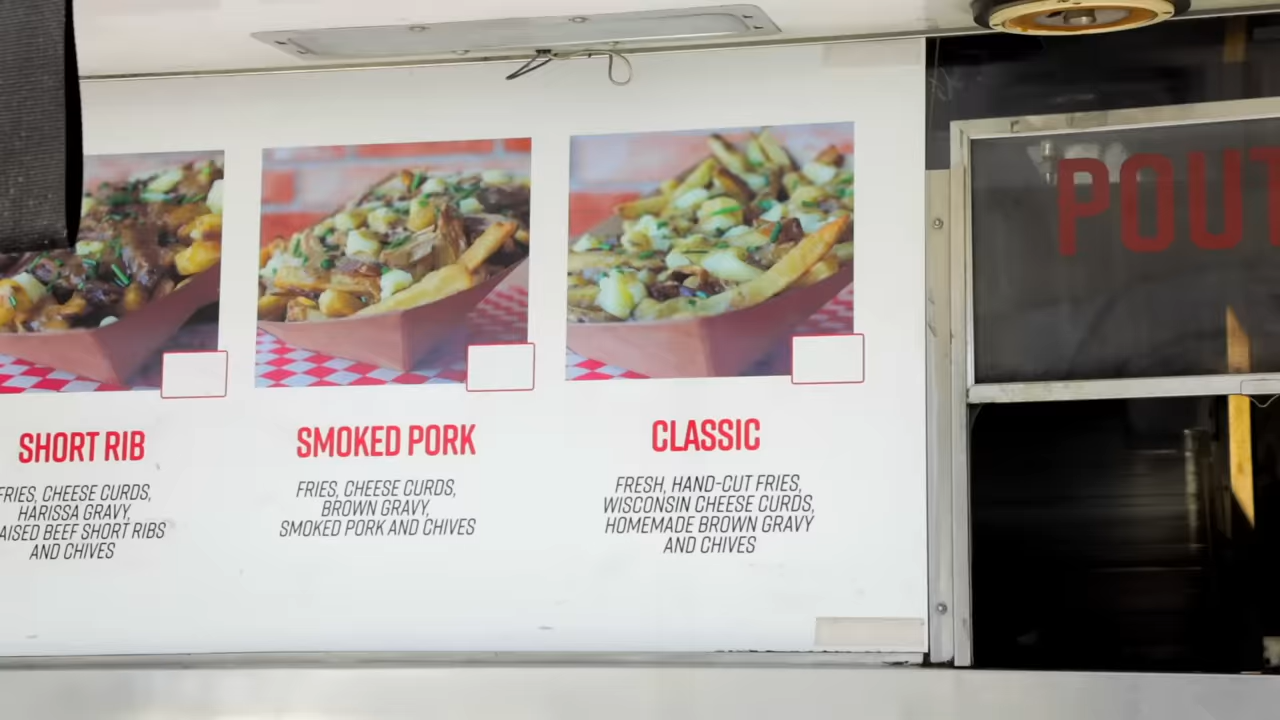 SHORT RIB
FRIES, CHEESE CURDS,
HARISSA GRAVY,
AISED BEEF SHORT RIBS
AND CHIVES
SMOKED PORK
FRIES, CHEESE CURDS,
BROWN GRAVY,
SMOKED PORK AND CHIVES
CLASSIC
FRESH, HAND-CUT FRIES,
WISCONSIN CHEESE CURDS,
HOMEMADE BROWN GRAVY
AND CHIVES
POUT